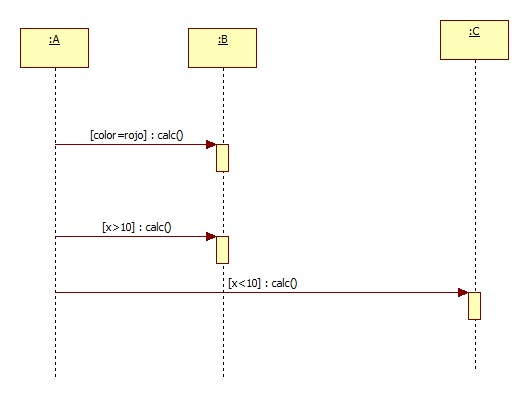 :A
:B
:C
[color=rojo] : calc()
[x>10] : calc()
[x<10] : calc()